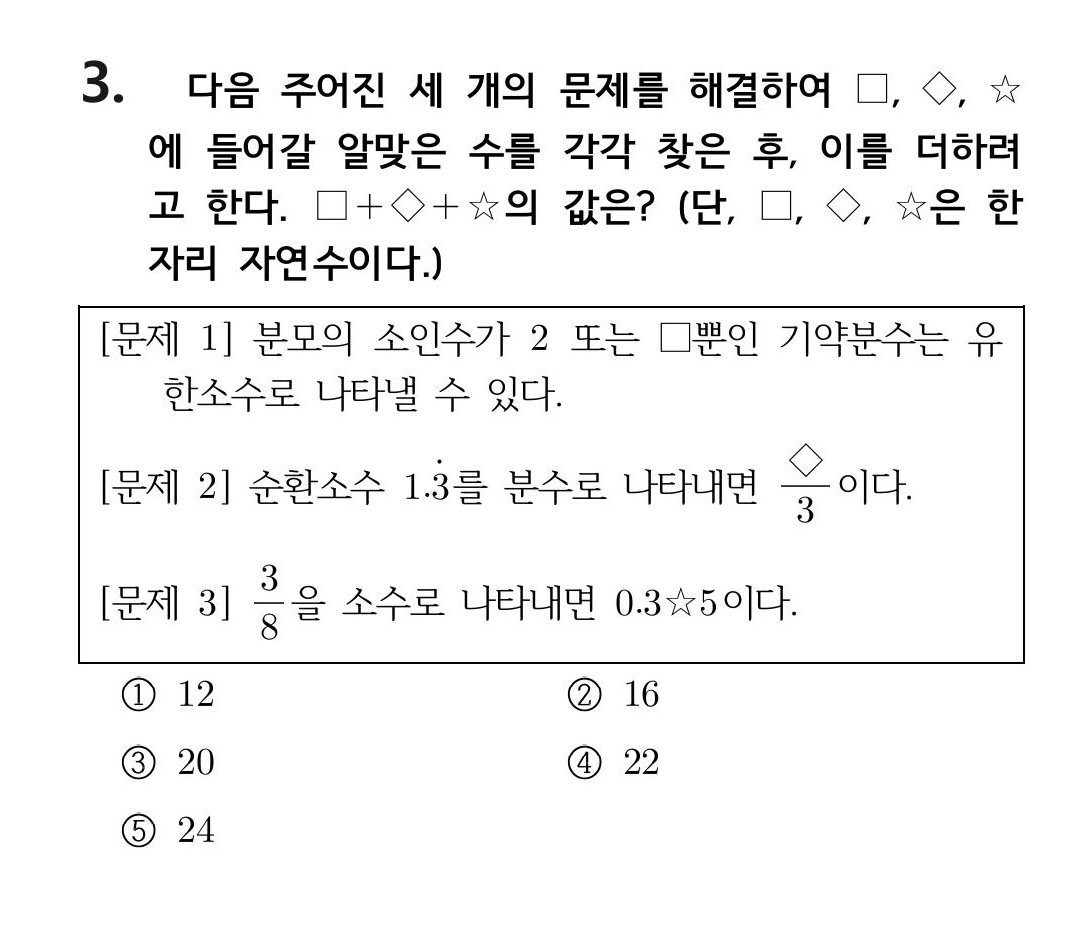 3. 다음 주어진 세 개의 문제를 해결하여 □, ◇, ☆
에 들어갈 알맞은 수를 각각 찾은 후, 이를 더하려
고 한다. □+◇+☆의 값은? (단, □, ◇, ☆은 한
자리 자연수이다.)
[문제 1] 분모의 소인수가 2 또는 □뿐인 기약분수는 유
한소수로 나타낼 수 있다.
[문제 2] 순환소수 1.3̇를 분수로 나타내면 ◇/3이다.
[문제 3] 3/8을 소수로 나타내면 0.3☆5이다.
① 12 ② 16
③ 20 ④ 22
⑤ 24